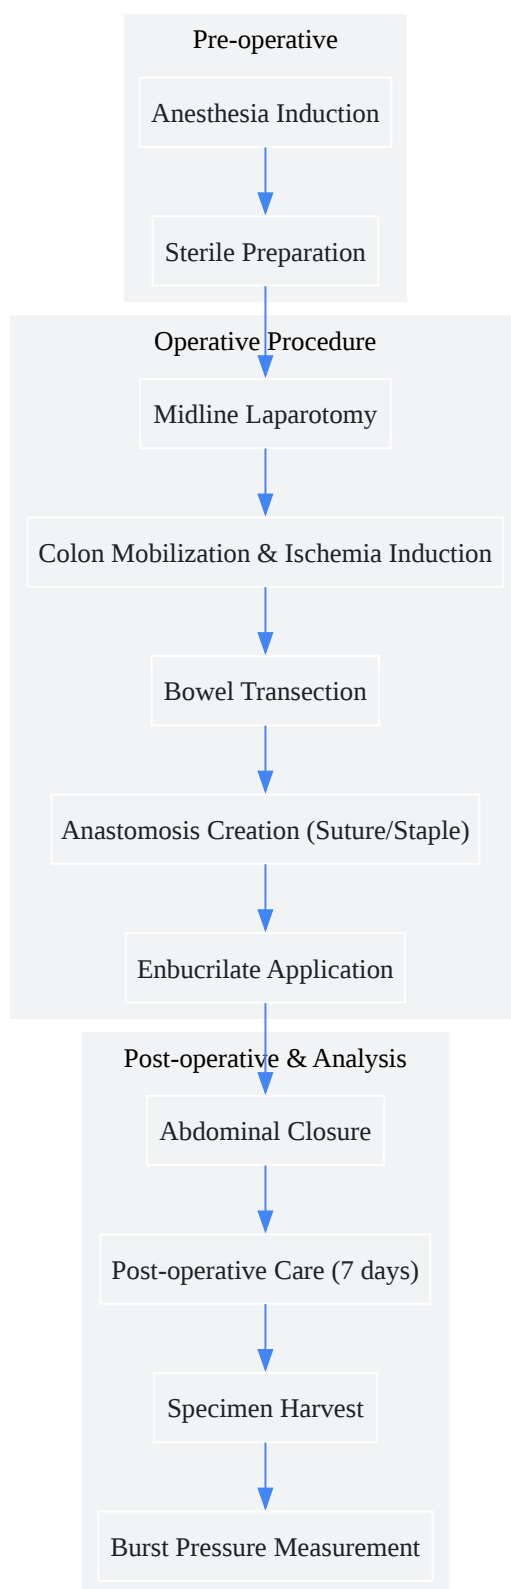 Pre-operative
Anesthesia Induction
Sterile Preparation
Operative Procedure
Midline Laparotomy
Colon Mobilization & Ischemia Induction
Bowel Transection
Anastomosis Creation (Suture/Staple)
Enbucrilate Application
Post-operative & Analysis
Abdominal Closure
Post-operative Care (7 days)
Specimen Harvest
Burst Pressure Measurement